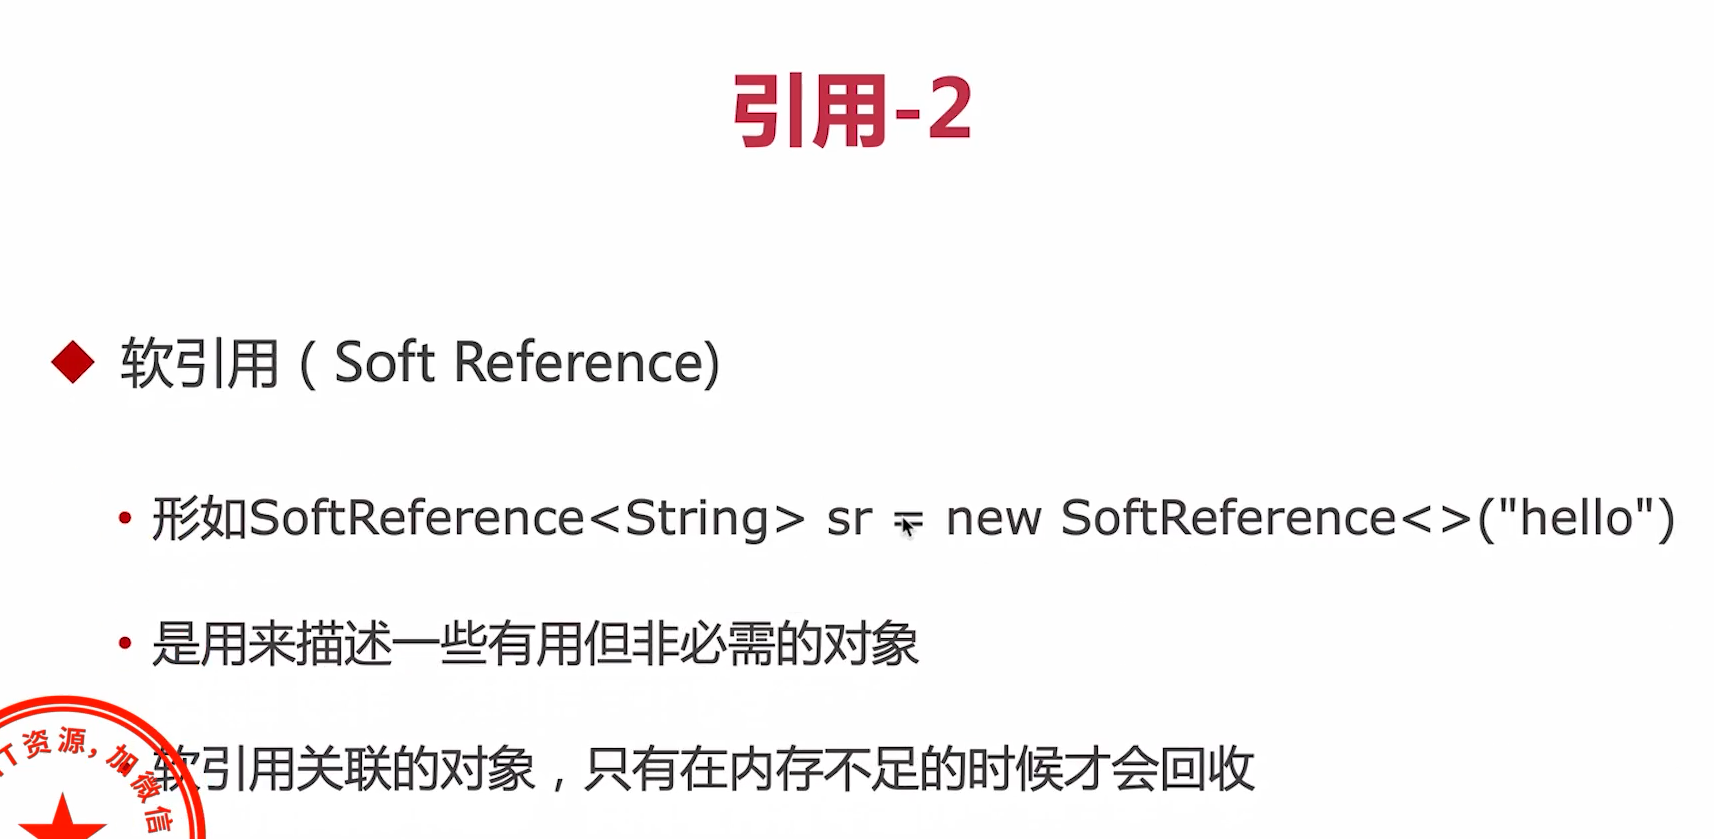 引用-2
软引用 ( Soft Reference)
形如SoftReference<String> sr = new SoftReference<>("hello")
是用来描述一些有用但非必需的对象
软引用关联的对象，只有在内存不足的时候才会回收
T资源，加微信